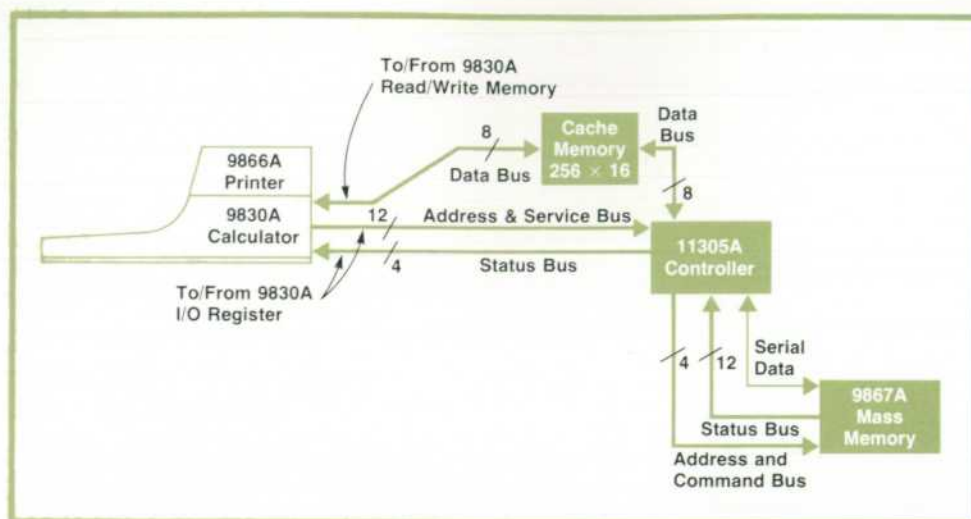 To/From 9830A
Read/Write Memory
Cache
Memory
256 × 16
Data
Bus
8
Data Bus
8
9866A
Printer
9830A
Calculator
12
Address & Service Bus
4
Status Bus
11305A
Controller
To/From 9830A
I/O Register
4
12
Serial
Data
9867A
Mass
Memory
Status Bus
Address and
Command Bus